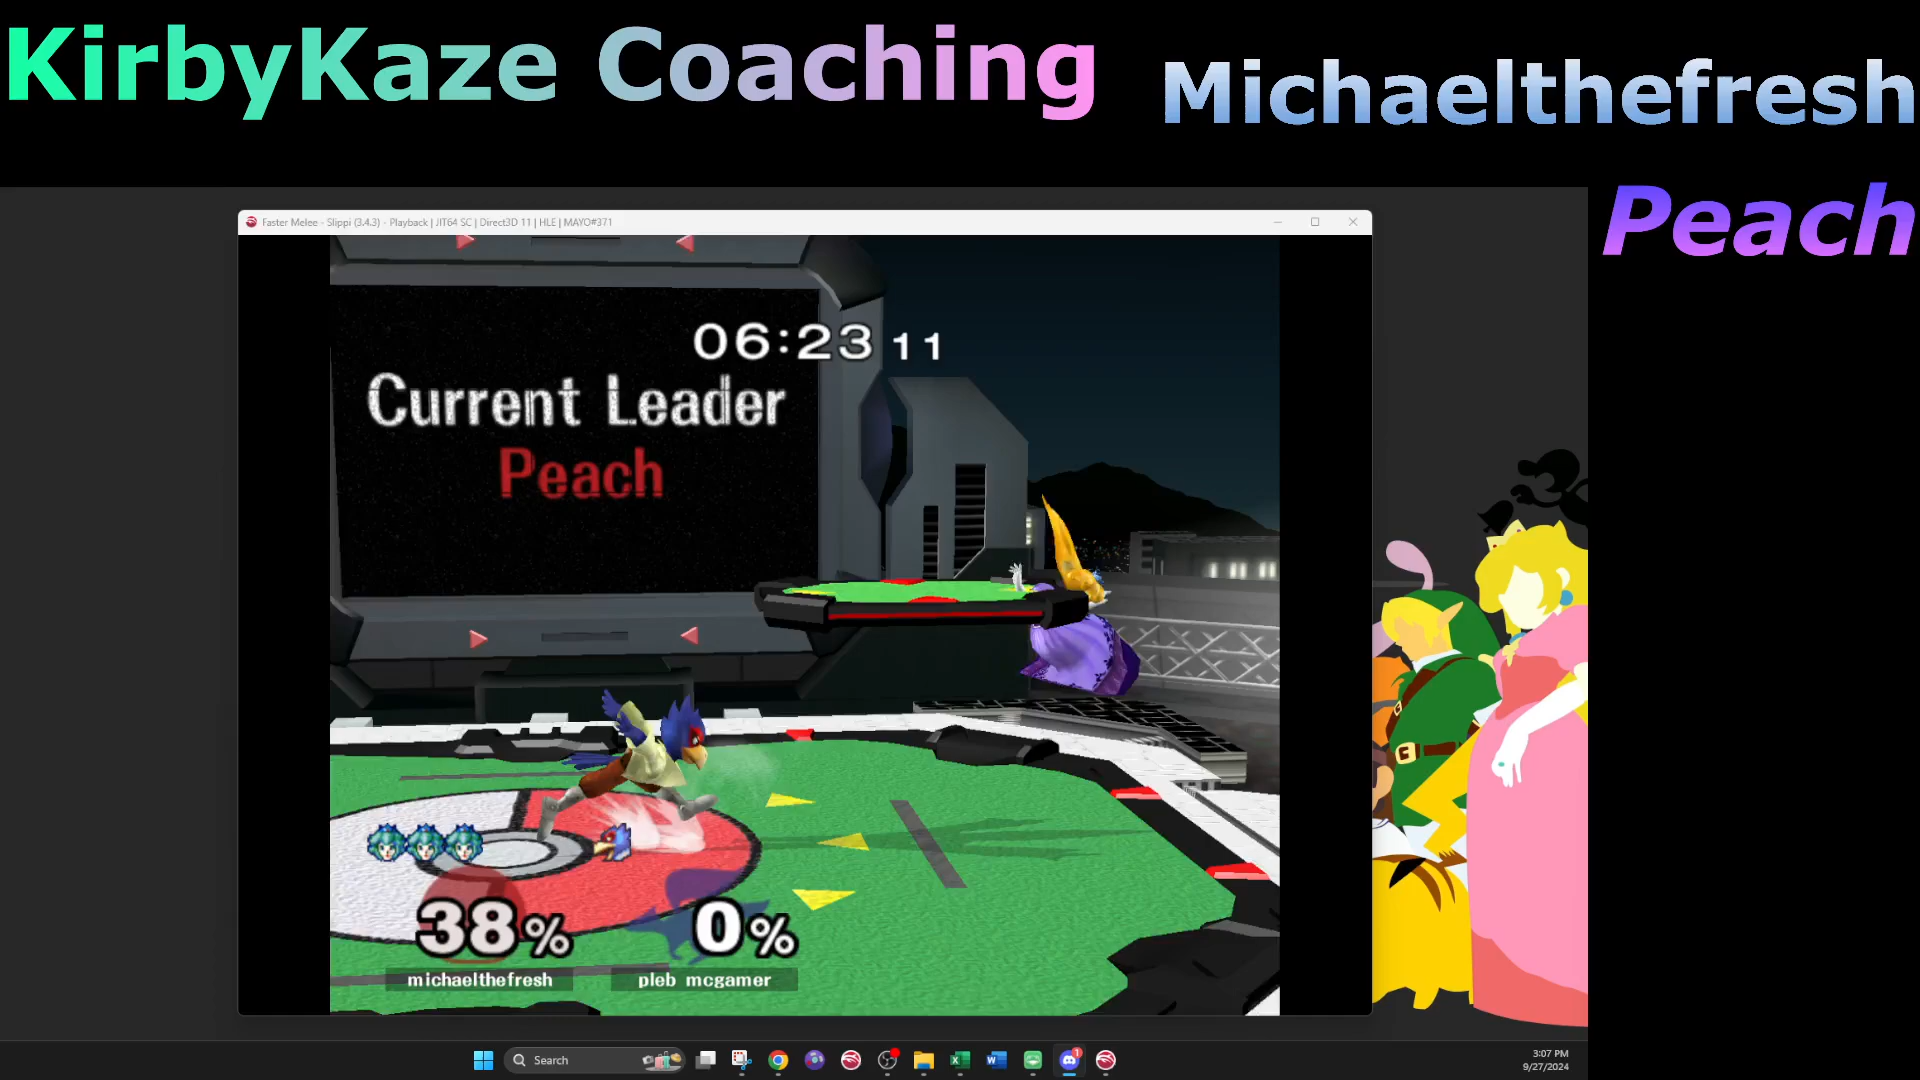 KirbyKaze Coaching
Michaelthefresh
Peach
Faster Melee - Slippi (3.4.3) - Playback | JIT64 SC | Direct3D 11 | HLE | MAYO#371
06:23 11
Current Leader
Peach
38%
0%
michaelthefresh
pleb mcgamer
Search
1
3:07 PM
9/27/2024